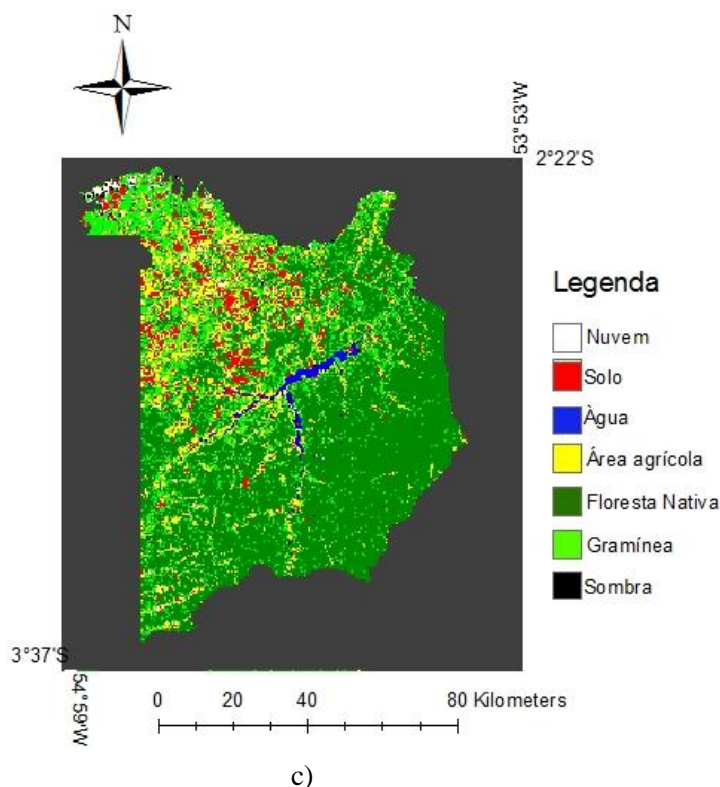 N
53°53'W
2°22'S
Legenda
Nuvem
Solo
Àgua
Área agrícola
Floresta Nativa
Gramínea
Sombra
3°37'S
54°59'W
0 20 40 80 Kilometers
c)